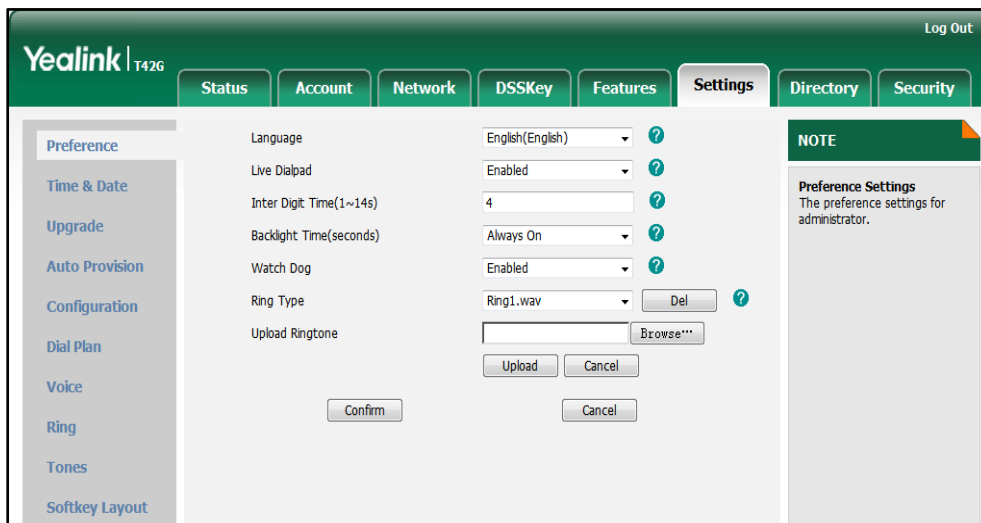 Log Out
Yealink T42G
Status Account Network DSSKey Features Settings Directory Security
Preference
Time & Date
Upgrade
Auto Provision
Configuration
Dial Plan
Voice
Ring
Tones
Softkey Layout
Language English(English) ?
Live Dialpad Enabled ?
Inter Digit Time(1~14s) 4 ?
Backlight Time(seconds) Always On ?
Watch Dog Enabled ?
Ring Type Ring1.wav Del ?
Upload Ringtone Browse...
Upload Cancel
Confirm Cancel
NOTE
Preference Settings
The preference settings for
administrator.